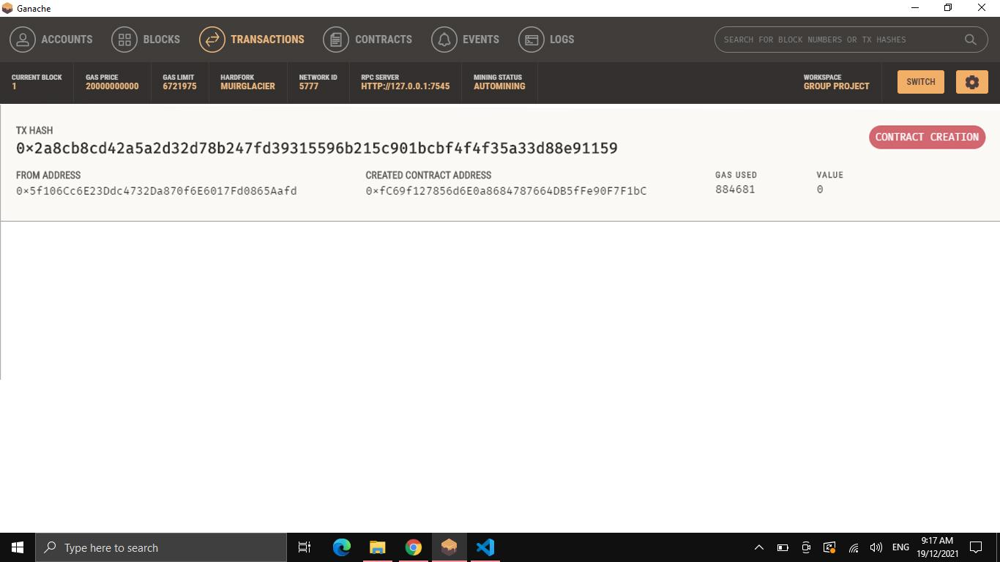 Ganache
ACCOUNTS BLOCKS TRANSACTIONS CONTRACTS EVENTS LOGS SEARCH FOR BLOCK NUMBERS OR TX HASHES
CURRENT BLOCK GAS PRICE GAS LIMIT HARDFORK NETWORK ID RPC SERVER MINING STATUS WORKSPACE
1 20000000000 6721975 MUIRGLACIER 5777 HTTP://127.0.0.1:7545 AUTOMINING GROUP PROJECT SWITCH
TX HASH
0×2a8cb8cd42a5a2d32d78b247fd39315596b215c901bcbf4f4f35a33d88e91159 CONTRACT CREATION
FROM ADDRESS CREATED CONTRACT ADDRESS GAS USED VALUE
0×5f106Cc6E23Ddc4732Da870f6E6017Fd0865Aafd 0×fC69f127856d6E0a8684787664DB5fFe90F7F1bC 884681 0
Type here to search ENG 9:17 AM
19/12/2021